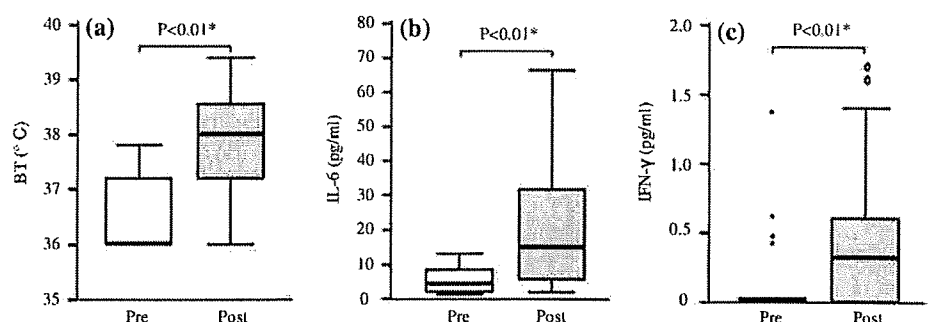 (a)
P<0.01*
BT (° C)
40
39
38
37
36
35
Pre Post
(b)
P<0.01*
IL-6 (pg/ml)
80
70
60
50
40
30
20
10
0
Pre Post
(c)
P<0.01*
IFN-γ (pg/ml)
2.0
1.5
1.0
0.5
0
Pre Post